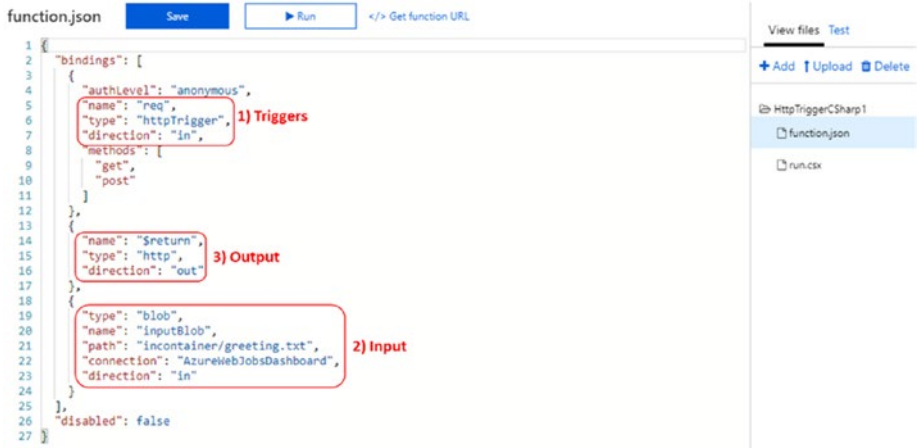 function.json Save Run </> Get function URL
View files Test
Add Upload Delete
HttpTriggerCSharp1
function.json
run.csx
1 {
2 "bindings": [
3 {
4 "authLevel": "anonymous",
5 "name": "req",
6 "type": "httpTrigger",
1) Triggers
7 "direction": "in",
8 "methods": [
9 "get",
10 "post"
11 ]
12 },
13 {
14 "name": "$return",
15 "type": "http",
3) Output
16 "direction": "out"
17 },
18 {
19 "type": "blob",
20 "name": "inputBlob",
21 "path": "incontainer/greeting.txt",
2) Input
22 "connection": "AzureWebJobsDashboard",
23 "direction": "in"
24 }
25 ],
26 "disabled": false
27 }